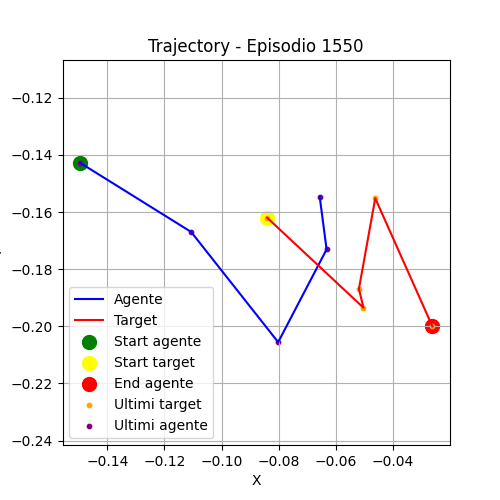 Trajectory - Episodio 1550
−0.12
−0.14
−0.16
−0.18
−0.20
−0.22
−0.24
Agente
Target
Start agente
Start target
End agente
Ultimi target
Ultimi agente
−0.14
−0.12
−0.10
−0.08
−0.06
−0.04
X